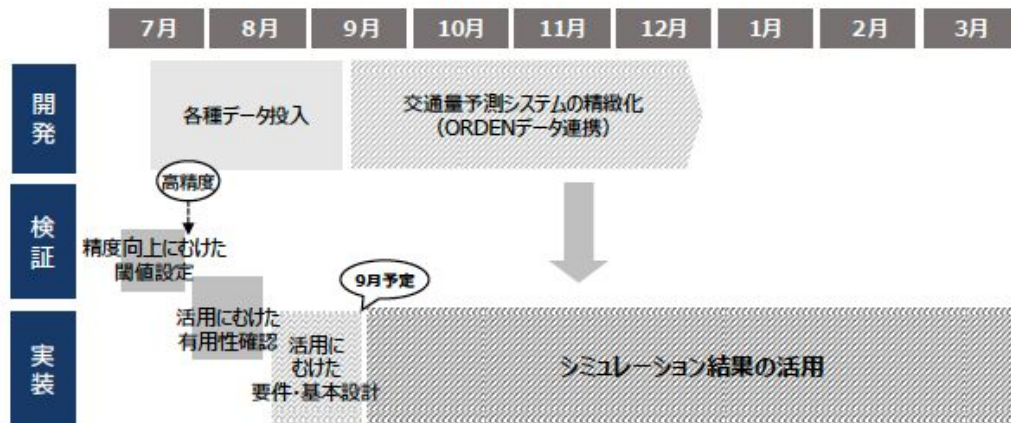 7月
8月
9月
10月
11月
12月
1月
2月
3月
開発
各種データ投入
交通量予測システムの精緻化
(ORDENデータ連携)
高精度
検証
精度向上にむけた
閾値設定
9月予定
活用にむけた
有用性確認
実装
活用に
むけた
要件・基本設計
シミュレーション結果の活用